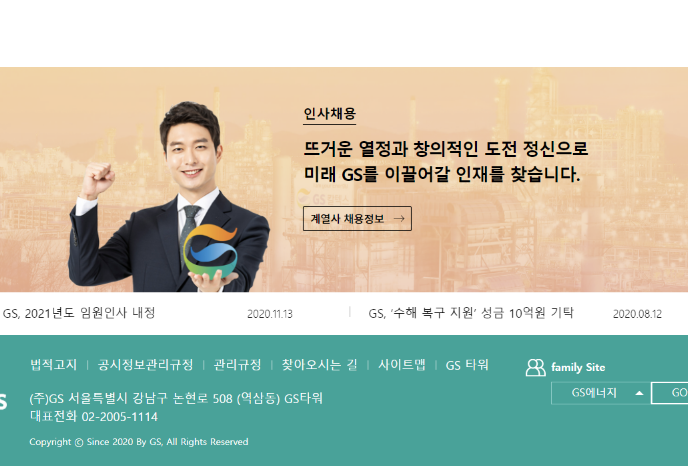 인사채용
뜨거운 열정과 창의적인 도전 정신으로
미래 GS를 이끌어갈 인재를 찾습니다.
계열사 채용정보 →
GS, 2021년도 임원인사 내정 2020.11.13 | GS, ‘수해 복구 지원’ 성금 10억원 기탁 2020.08.12
법적고지 | 공시정보관리규정 | 관리규정 | 찾아오시는 길 | 사이트맵 | GS 타워
family Site
GS에너지
GO
S
(주)GS 서울특별시 강남구 논현로 508 (역삼동) GS타워
대표전화 02-2005-1114
Copyright ⓒ Since 2020 By GS, All Rights Reserved